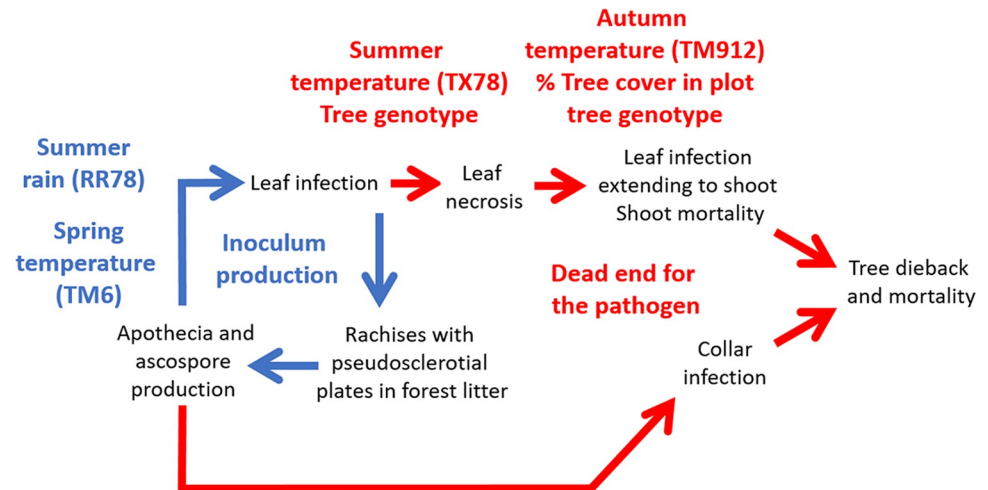 Summer
temperature (TX78)
Tree genotype
Autumn
temperature (TM912)
% Tree cover in plot
tree genotype
Summer
rain (RR78)
Leaf infection
Leaf
necrosis
Leaf infection
extending to shoot
Shoot mortality
Spring
temperature
(TM6)
Inoculum
production
Dead end for
the pathogen
Tree dieback
and mortality
Apothecia and
ascospore
production
Rachises with
pseudosclerotial
plates in forest litter
Collar
infection